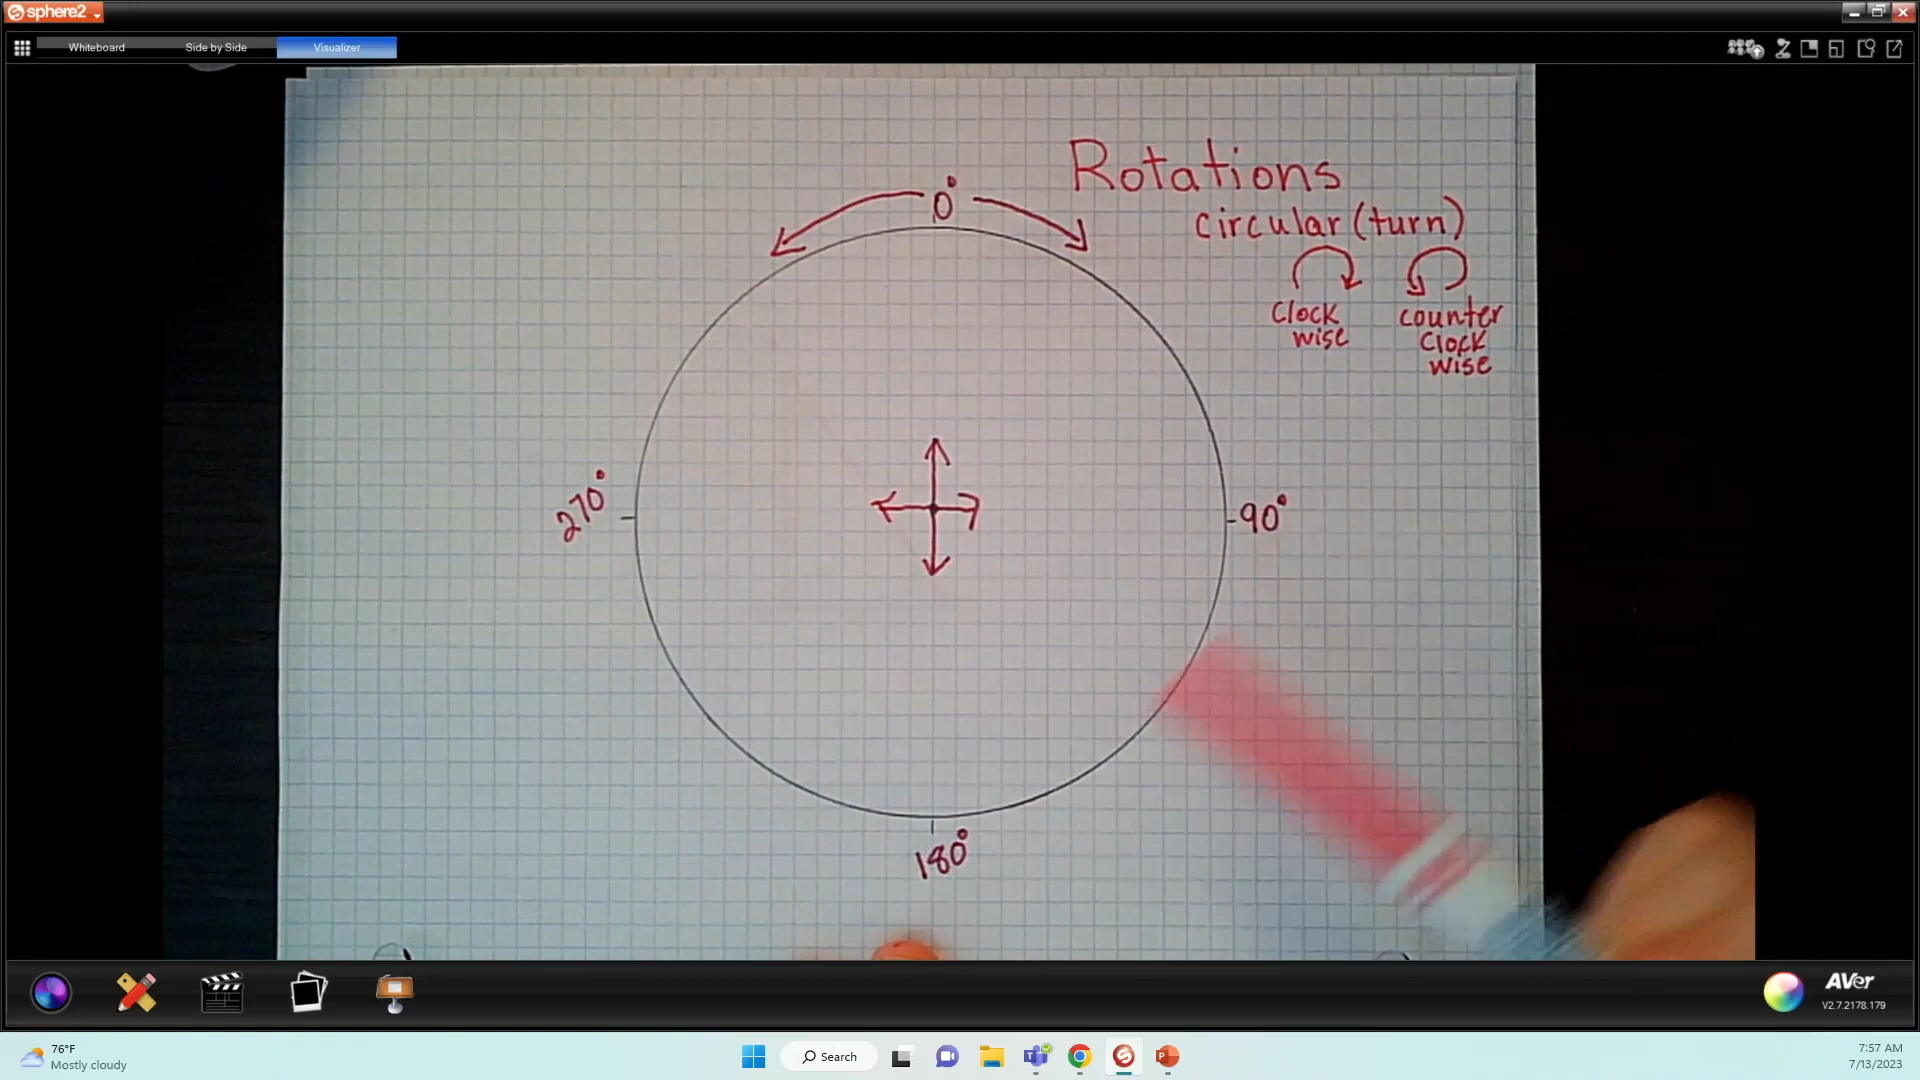 sphere2
Whiteboard
Side by Side
Visualizer
Rotations
circular (turn)
Clock
wise
counter
clock
wise
0°
270°
90°
180°
AVer
V2.7.2178.179
76°F
Mostly cloudy
Search
7:57 AM
7/13/2023